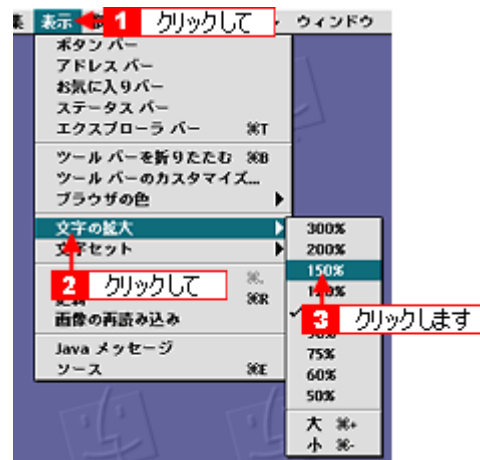 集 表示 1 クリックして ウィンドウ
ボタン バー
アドレス バー
お気に入りバー
ステータス バー
エクスプローラ バー ⌘T
ツール バーを折りたたむ ⌘B
ツール バーのカスタマイズ...
ブラウザの色
文字の拡大
文字セット
2 クリックして ⌘.
⌘R
画像の再読み込み
Java メッセージ
ソース ⌘E
300%
200%
150%
3 クリックします
75%
60%
50%
大 ⌘+
小 ⌘-